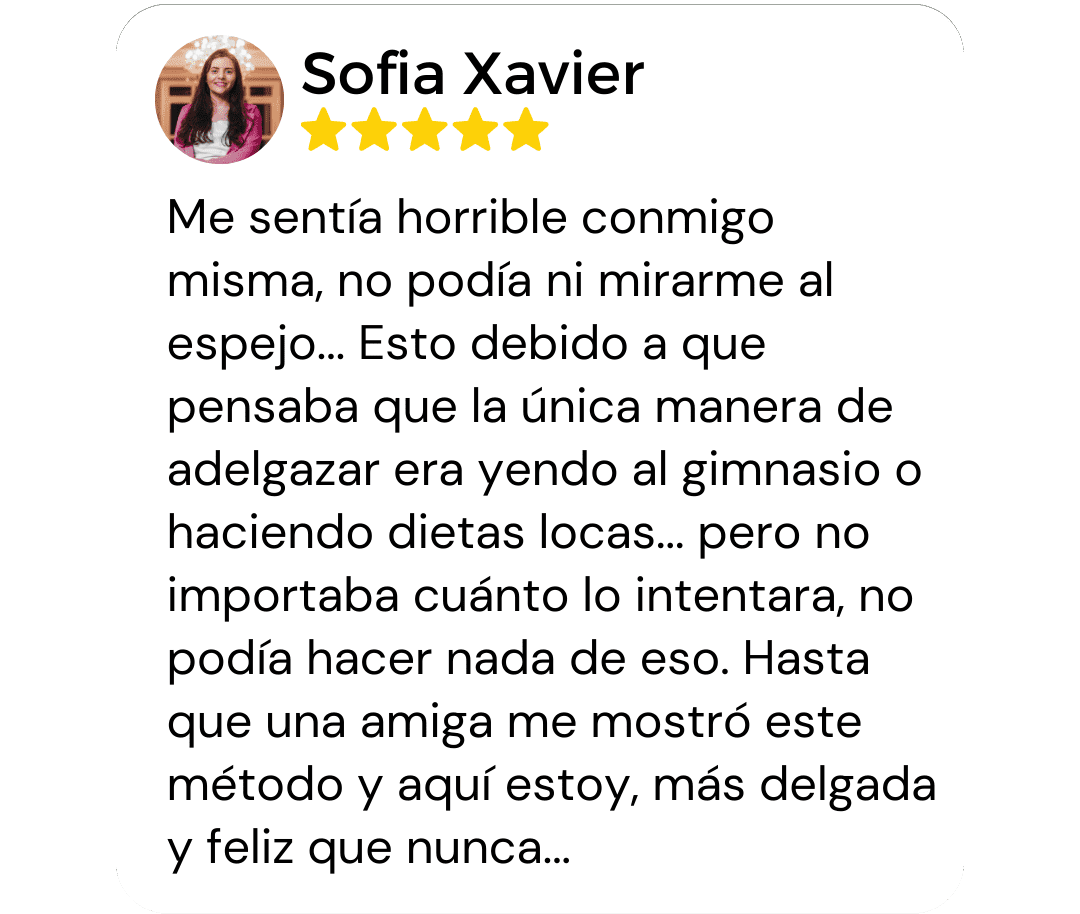 Sofia Xavier
Me sentía horrible conmigo
misma, no podía ni mirarme al
espejo... Esto debido a que
pensaba que la única manera de
adelgazar era yendo al gimnasio o
haciendo dietas locas... pero no
importaba cuánto lo intentara, no
podía hacer nada de eso. Hasta
que una amiga me mostró este
método y aquí estoy, más delgada
y feliz que nunca...